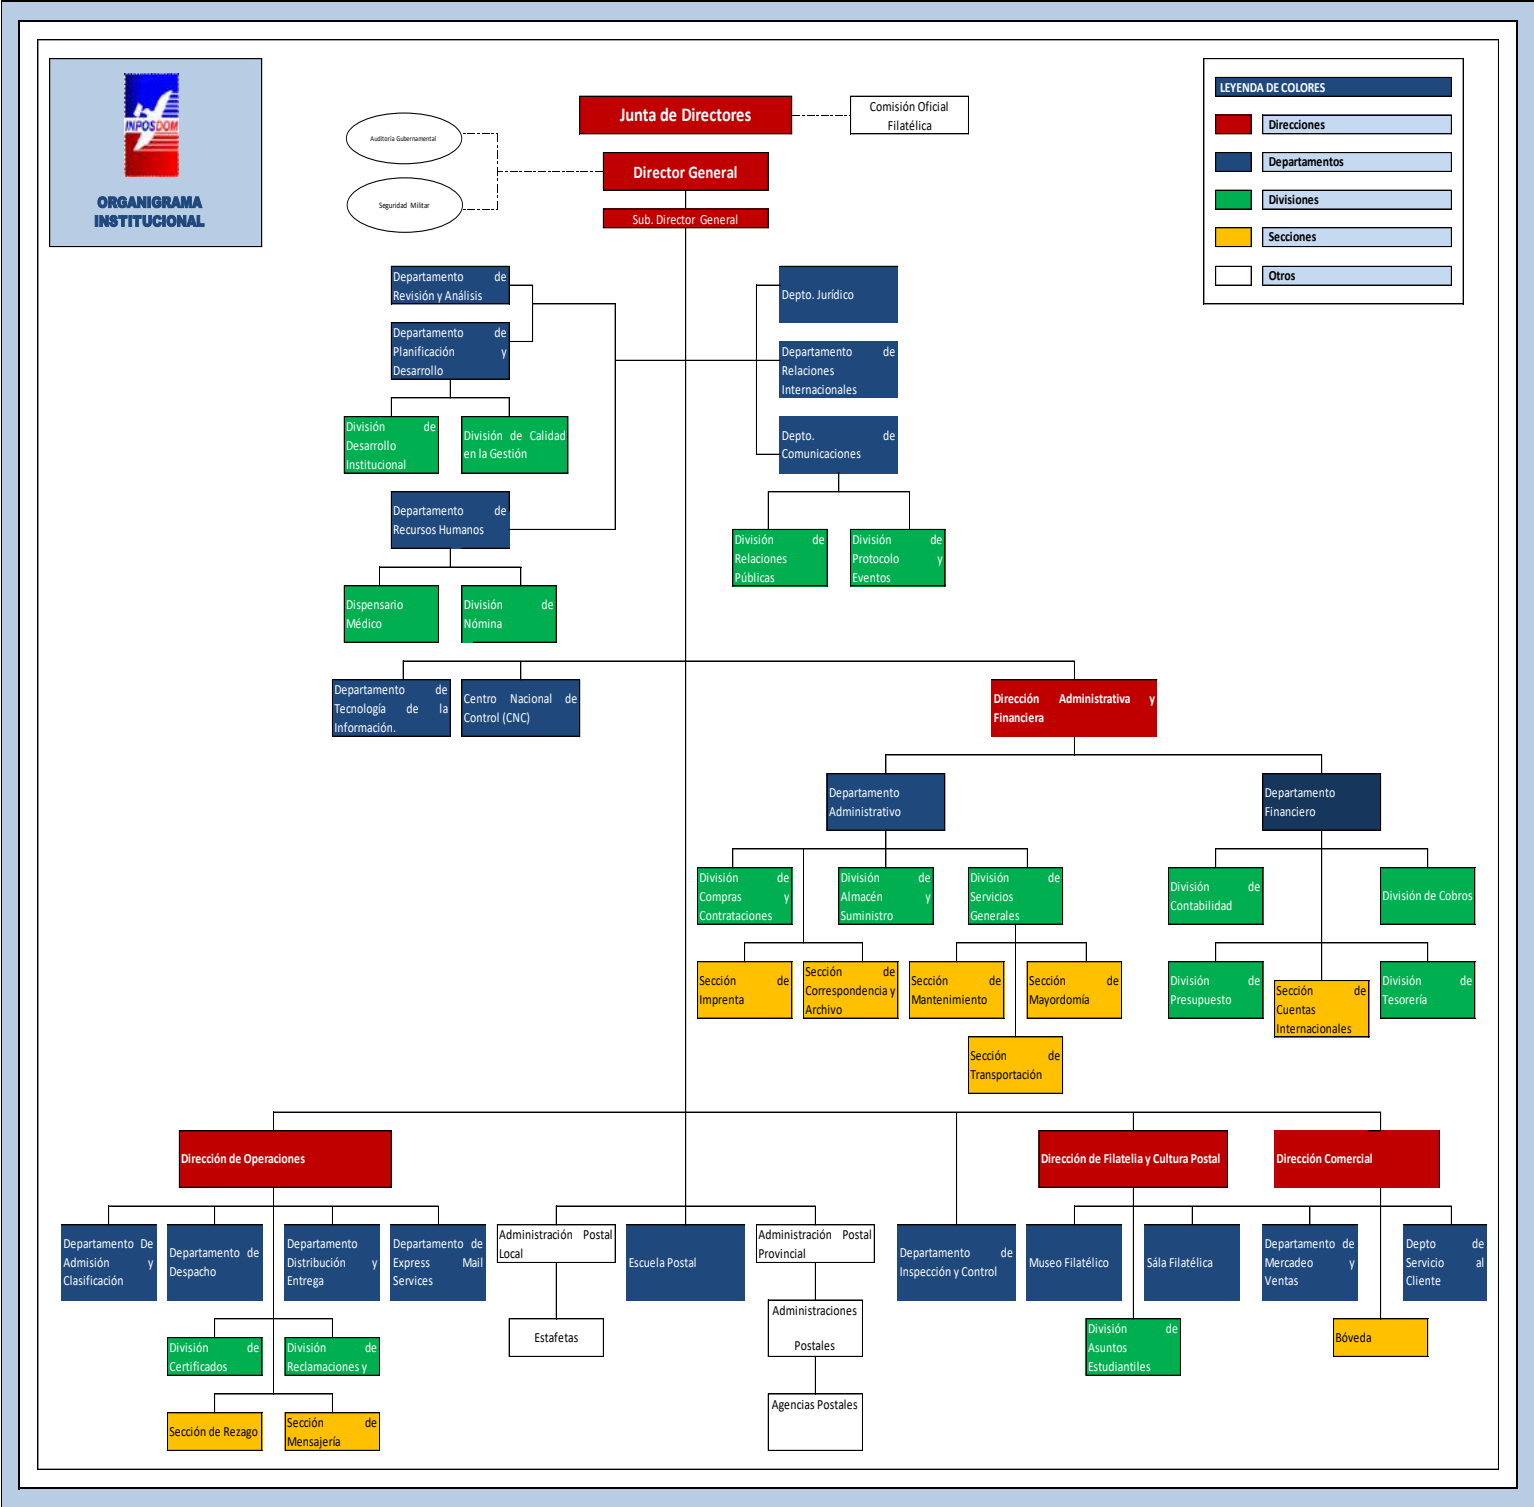 INPOSDOM
ORGANIGRAMA
INSTITUCIONAL
Junta de Directores
Comisión Oficial
Filatélica
Auditoría Gubernamental
Director General
Seguridad Militar
Sub. Director General
LEYENDA DE COLORES
Direcciones
Departamentos
Divisiones
Secciones
Otros
Departamento de
Revisión y Análisis
Departamento de
Planificación y
Desarrollo
División de
Desarrollo
Institucional
División de Calidad
en la Gestión
Departamento de
Recursos Humanos
Dispensario
Médico
División de
Nómina
Depto. Jurídico
Departamento de
Relaciones
Internacionales
Depto. de
Comunicaciones
División de
Relaciones
Públicas
División de
Protocolo y
Eventos
Departamento de
Tecnología de la
Información.
Centro Nacional de
Control (CNC)
Dirección Administrativa y
Financiera
Departamento
Administrativo
Departamento
Financiero
División de
Compras y
Contrataciones
División de
Almacén y
Suministro
División de
Servicios
Generales
División de
Contabilidad
División de Cobros
Sección de
Imprenta
Sección de
Correspondencia y
Archivo
Sección de
Mantenimiento
Sección de
Mayordomía
División de
Presupuesto
Sección de
Cuentas
Internacionales
División de
Tesorería
Sección de
Transportación
Dirección de Operaciones
Dirección de Filatelia y Cultura Postal
Dirección Comercial
Departamento De
Admisión y
Clasificación
Departamento de
Despacho
Departamento
Distribución y
Entrega
Departamento de
Express Mail
Services
Administración Postal
Local
Escuela Postal
Administración Postal
Provincial
Departamento de
Inspección y Control
Museo Filatélico
Sála Filatélica
Departamento de
Mercadeo y
Ventas
Depto de
Servicio al
Cliente
División de
Certificados
División de
Reclamaciones y
Estafetas
Administraciones
Postales
División de
Asuntos
Estudiantiles
Bóveda
Sección de Rezago
Sección de
Mensajería
Agencias Postales